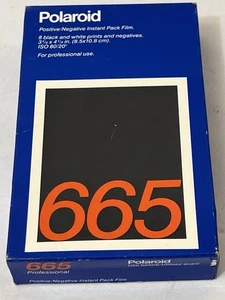 Polaroid
Positive/Negative Instant Pack Film.
8 black and white prints and negatives.
3¼ x 4¼ in. (8.5x10.8 cm).
ISO 80/20°
For professional use.
665
665
Professional
Polaroid
Positive/Negative Instant Pack Film.